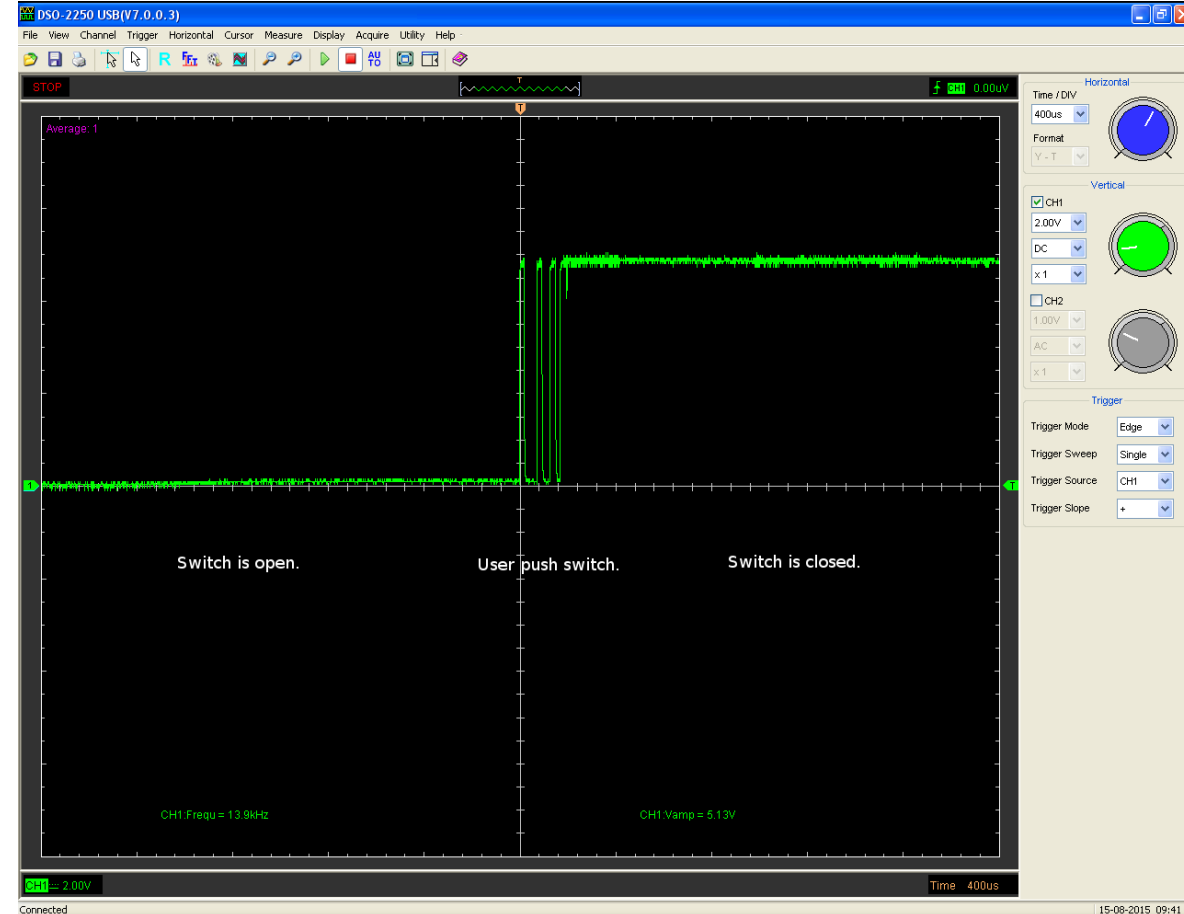 DSO-2250 USB(V7.0.0.3)
File View Channel Trigger Horizontal Cursor Measure Display Acquire Utility Help
R FFT AU TO
STOP T CH1 0.00uV
T
Average: 1
1 T
Switch is open. User push switch. Switch is closed.
CH1:Frequ = 13.9kHz CH1:Vamp = 5.13V
CH1 2.00V Time 400us
Connected 15-08-2015 09:41
Horizontal
Time / DIV
400us
Format
Y - T
Vertical
CH1
2.00V
DC
x 1
CH2
1.00V
AC
x 1
Trigger
Trigger Mode Edge
Trigger Sweep Single
Trigger Source CH1
Trigger Slope +